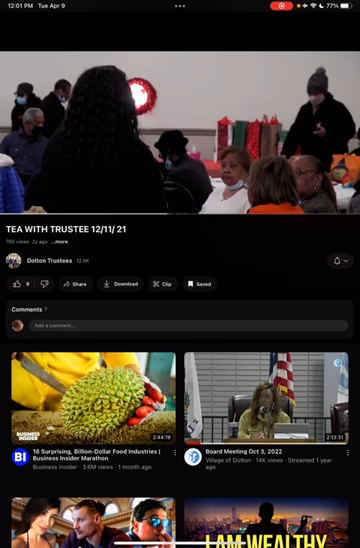 12:01 PM Tue Apr 9
77%
TEA WITH TRUSTEE 12/11/ 21
760 views 2y ago ...more
Dolton Trustees 12.6K
9 Share Download Clip Saved
Comments 7
Add a comment...
BUSINESS INSIDER
2:44:19
2:13:31
BI
18 Surprising, Billion-Dollar Food Industries |
Business Insider Marathon
Business Insider · 3.6M views · 1 month ago
Board Meeting Oct 3, 2022
Village of Dolton · 14K views · Streamed 1 year
ago
I AM WEALTHY